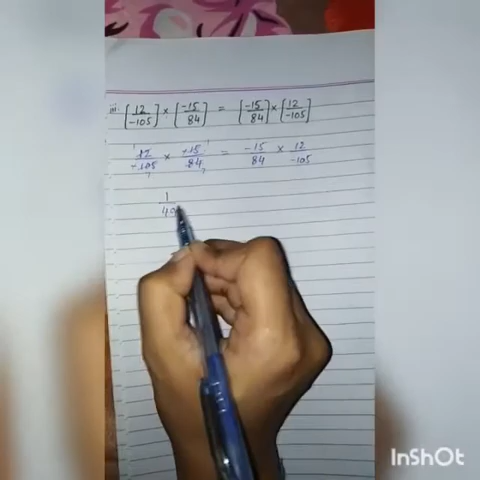 iii. [12/-105] × [-15/84] = [-15/84] × [12/-105]
12/-105 × -15/84 = -15/84 × 12/-105
1/49
InShOt